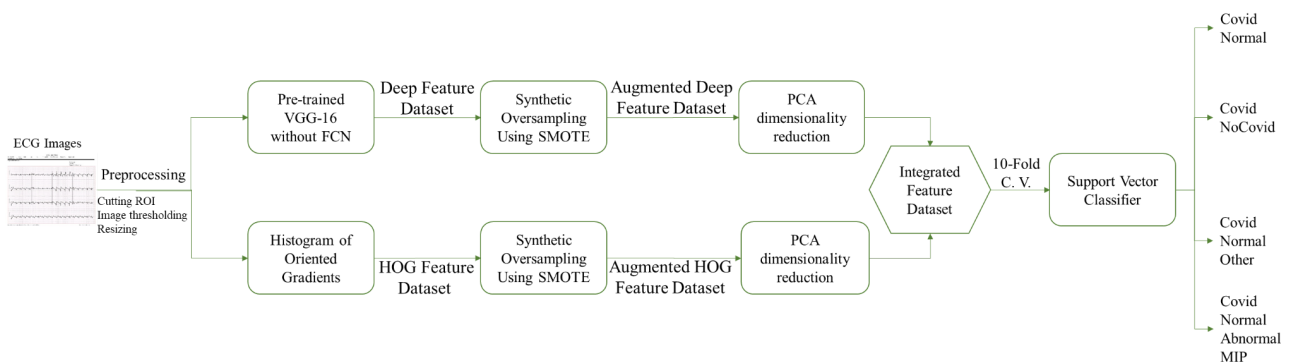 ECG Images
Preprocessing
Cutting ROI
Image thresholding
Resizing
Pre-trained
VGG-16
without FCN
Deep Feature
Dataset
Synthetic
Oversampling
Using SMOTE
Augmented Deep
Feature Dataset
PCA
dimensionality
reduction
Histogram of
Oriented
Gradients
HOG Feature
Dataset
Synthetic
Oversampling
Using SMOTE
Augmented HOG
Feature Dataset
PCA
dimensionality
reduction
Integrated
Feature
Dataset
10-Fold
C. V.
Support Vector
Classifier
Covid
Normal
Covid
NoCovid
Covid
Normal
Other
Covid
Normal
Abnormal
MIP